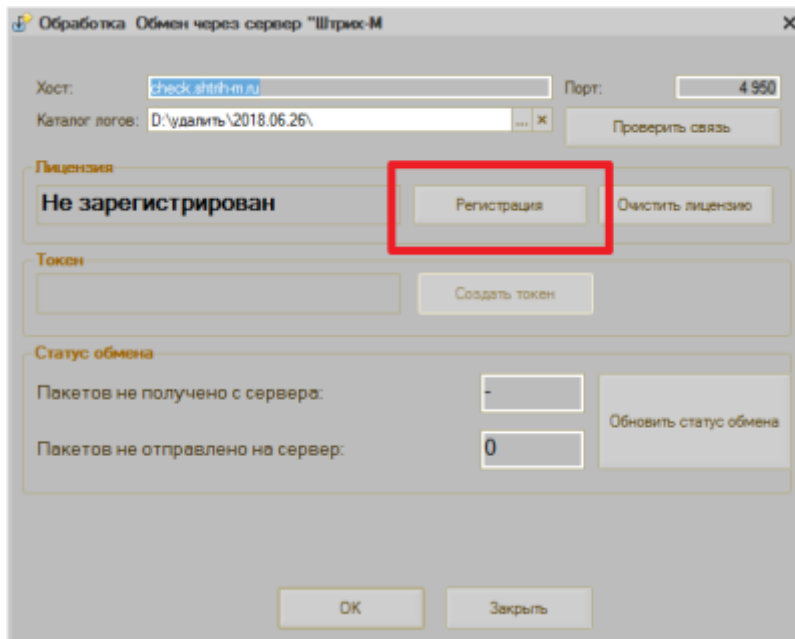 Обработка Обмен через сервер "Штрих-М
Хост: check.shtrih-m.ru Порт: 4 950
Каталог логов: D:\удалить\2018.06.26\ ... × Проверить связь
Лицензия
Не зарегистрирован Регистрация Очистить лицензию
Токен
Создать токен
Статус обмена
Пакетов не получено с сервера: -
Обновить статус обмена
Пакетов не отправлено на сервер: 0
OK Закрыть